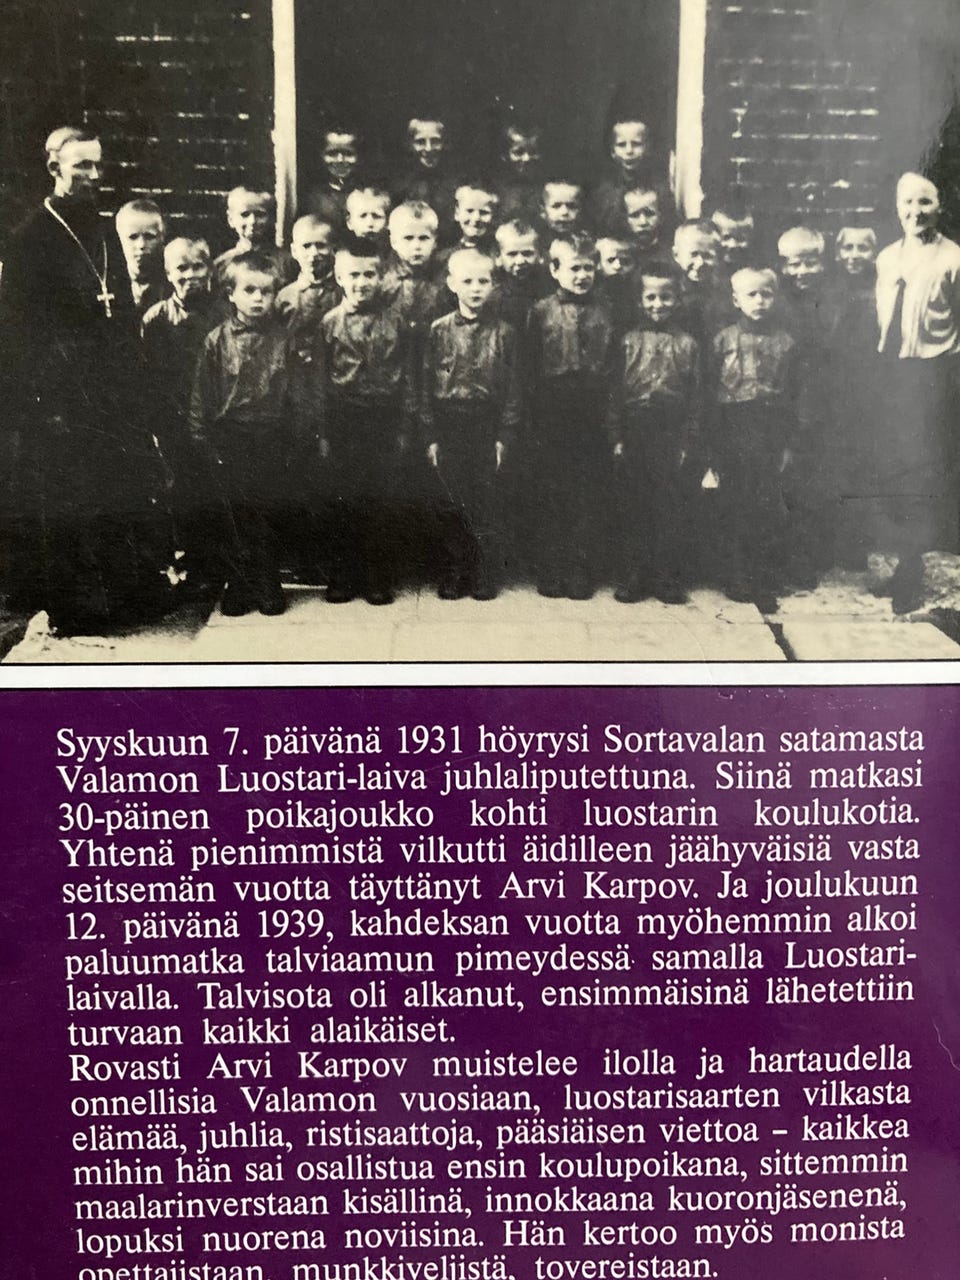 Syyskuun 7. päivänä 1931 höyrysi Sortavalan satamasta
Valamon Luostari-laiva juhlaliputettuna. Siinä matkasi
30-päinen poikajoukko kohti luostarin koulukotia.
Yhtenä pienimmistä vilkutti äidilleen jäähyväisiä vasta
seitsemän vuotta täyttänyt Arvi Karpov. Ja joulukuun
12. päivänä 1939, kahdeksan vuotta myöhemmin alkoi
paluumatka talviaamun pimeydessä samalla Luostari-
laivalla. Talvisota oli alkanut, ensimmäisinä lähetettiin
turvaan kaikki alaikäiset.
Rovasti Arvi Karpov muistelee ilolla ja hartaudella
onnellisia Valamon vuosiaan, luostarisaarten vilkasta
elämää, juhlia, ristisaattoja, pääsiäisen viettoa – kaikkea
mihin hän sai osallistua ensin koulupoikana, sittemmin
maalarinverstaan kisällinä, innokkaana kuoronjäsenenä,
lopuksi nuorena noviisina. Hän kertoo myös monista
opettajistaan, munkkiveljistä, tovereistaan.